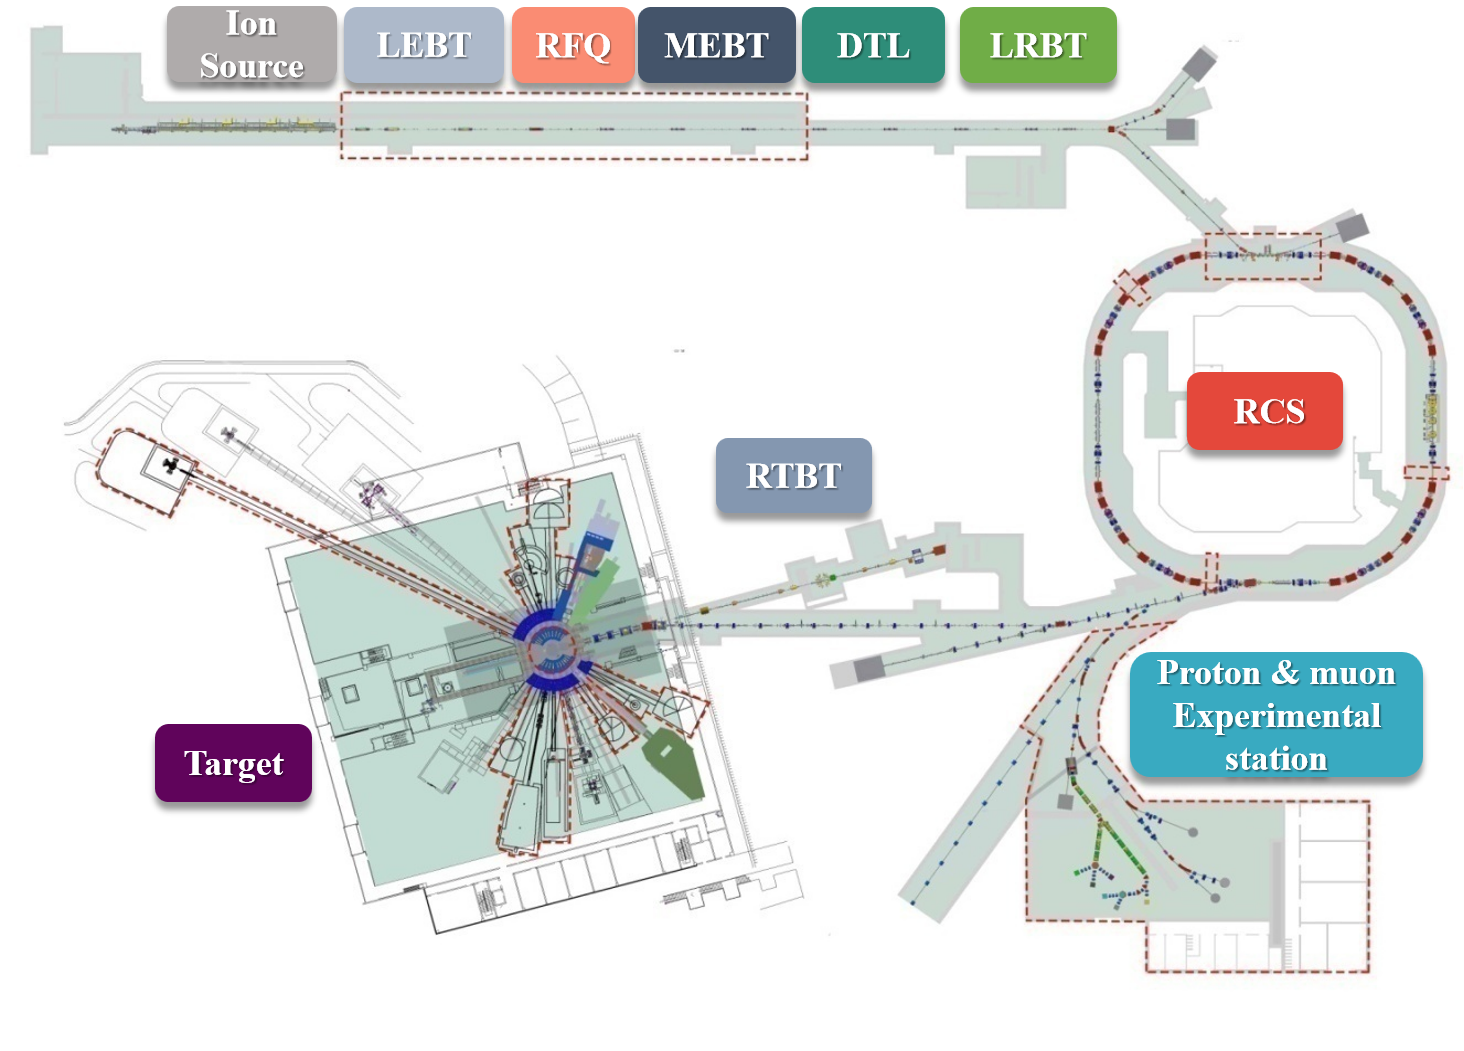 Ion
Source
LEBT
RFQ
MEBT
DTL
LRBT
RCS
RTBT
Proton & muon
Experimental
station
Target